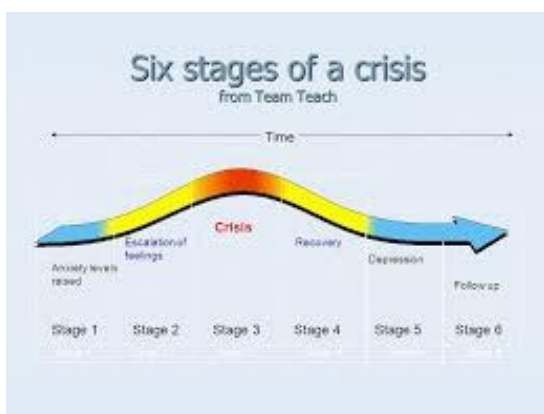 Six stages of a crisis
from Team Teach
Time
Crisis
Escalation of
feelings
Recovery
Anxiety levels
raised
Depression
Follow up
Stage 1
Stage 2
Stage 3
Stage 4
Stage 5
Stage 6